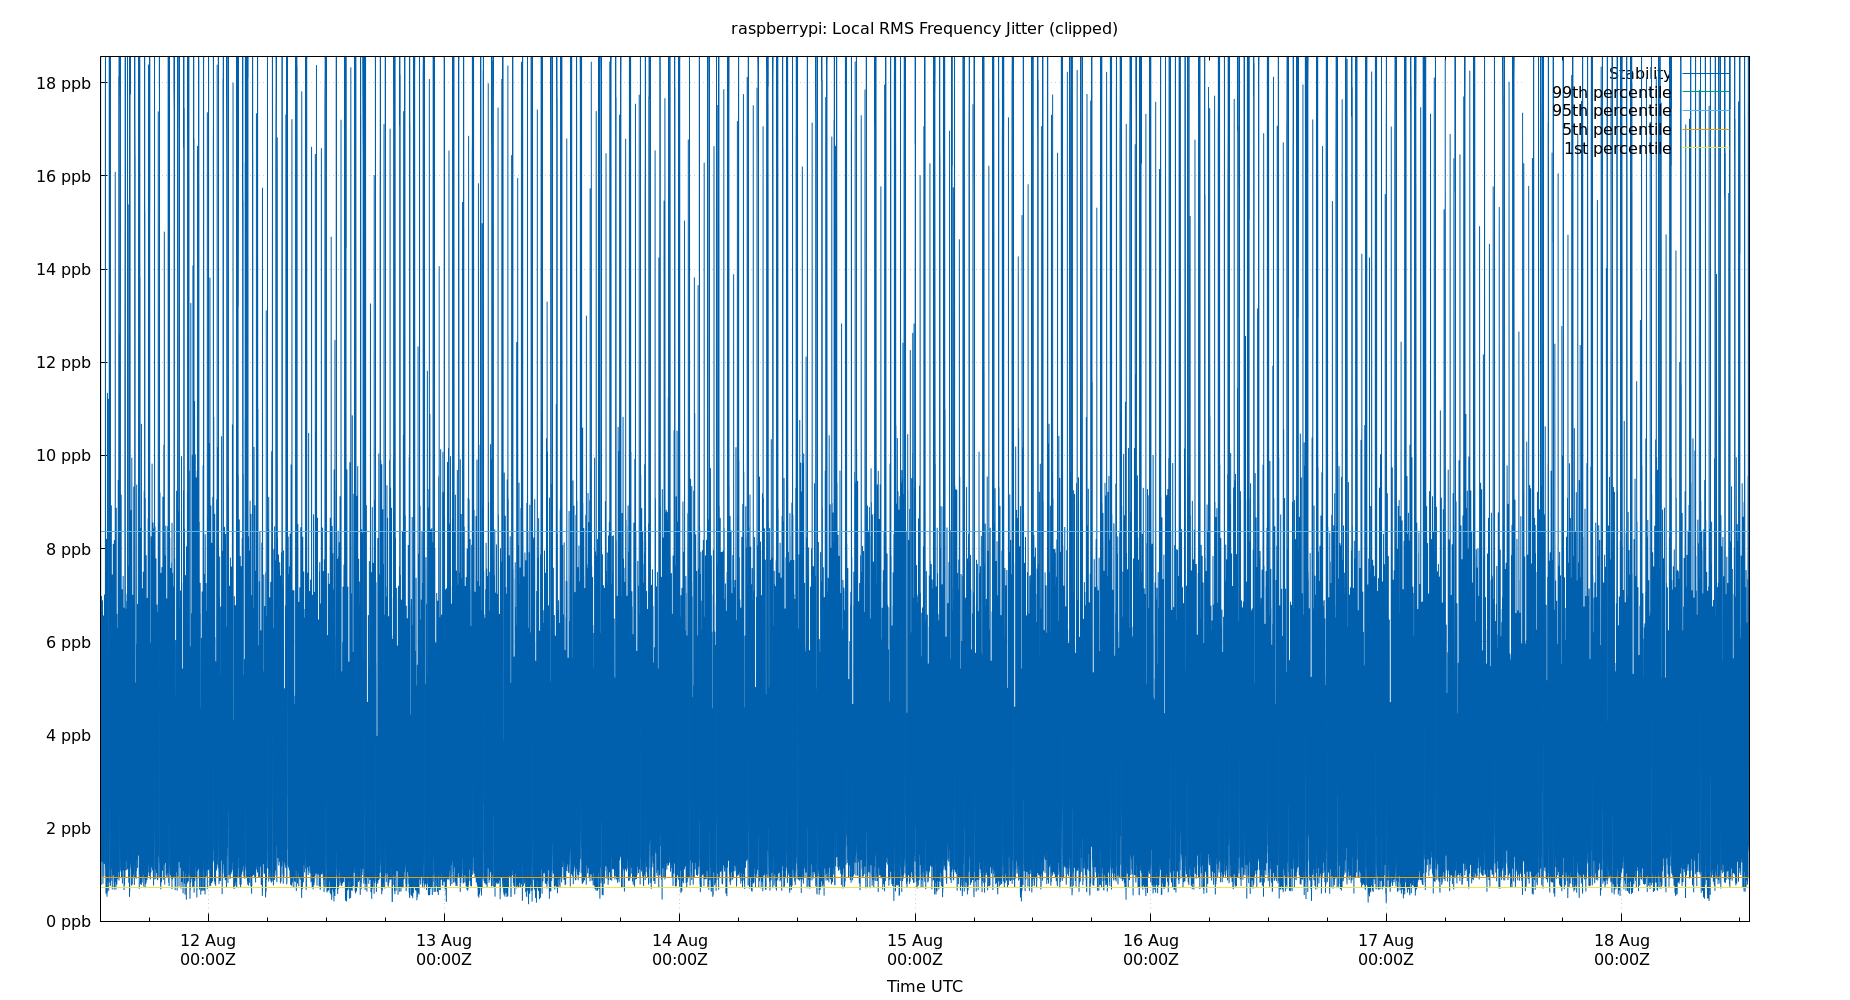 raspberrypi: Local RMS Frequency Jitter (clipped)
18 ppb
16 ppb
14 ppb
12 ppb
10 ppb
8 ppb
6 ppb
4 ppb
2 ppb
0 ppb
Stability
99th percentile
95th percentile
5th percentile
1st percentile
12 Aug 13 Aug 14 Aug 15 Aug 16 Aug 17 Aug 18 Aug
00:00Z 00:00Z 00:00Z 00:00Z 00:00Z 00:00Z 00:00Z
Time UTC